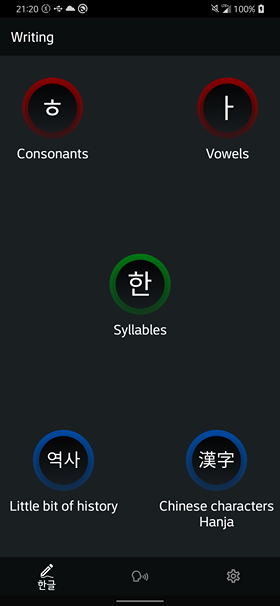 21:20
100%
Writing
ㅎ
ㅏ
Consonants
Vowels
한
Syllables
역사
漢字
Little bit of history
Chinese characters
Hanja
한글